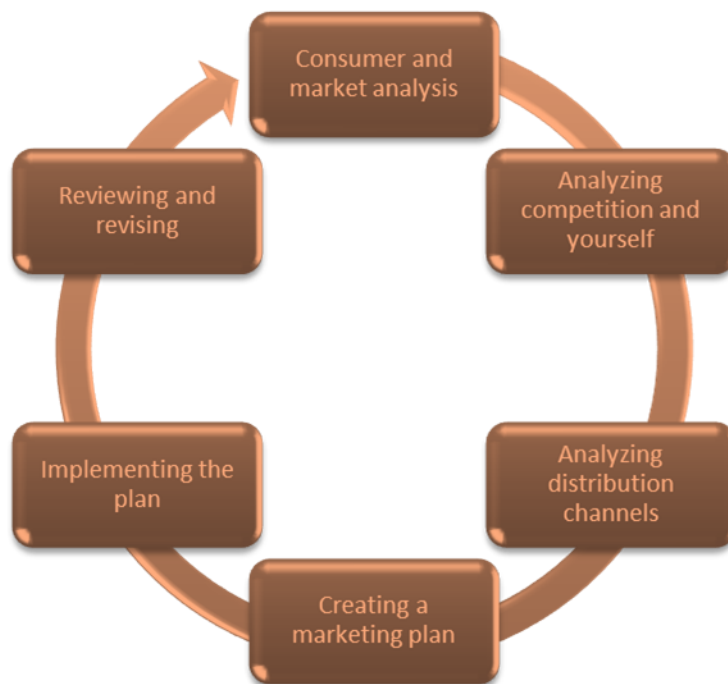 Consumer and
market analysis
Analyzing
competition and
yourself
Analyzing
distribution
channels
Creating a
marketing plan
Implementing the
plan
Reviewing and
revising